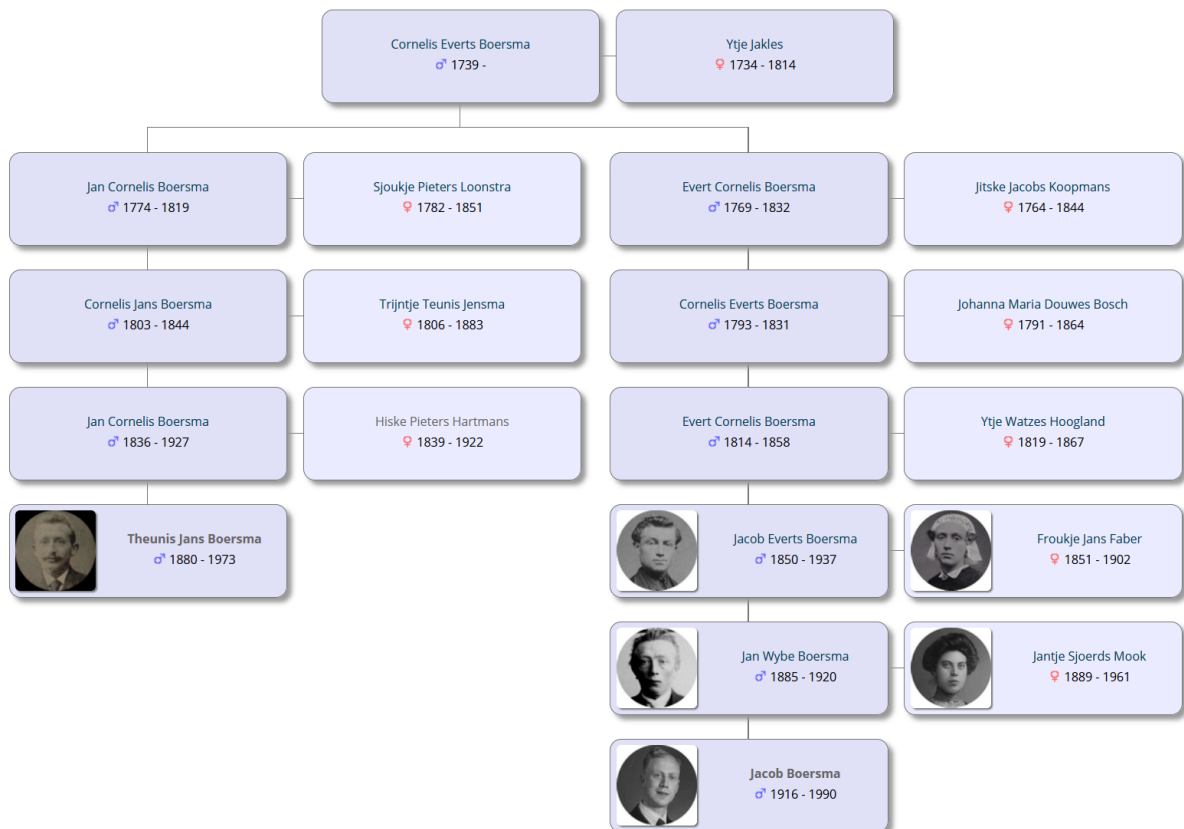 Cornelis Everts Boersma
♂ 1739 -
Ytje Jakles
♀ 1734 - 1814
Jan Cornelis Boersma
♂ 1774 - 1819
Sjoukje Pieters Loonstra
♀ 1782 - 1851
Evert Cornelis Boersma
♂ 1769 - 1832
Jitske Jacobs Koopmans
♀ 1764 - 1844
Cornelis Jans Boersma
♂ 1803 - 1844
Trijntje Teunis Jensma
♀ 1806 - 1883
Cornelis Everts Boersma
♂ 1793 - 1831
Johanna Maria Douwes Bosch
♀ 1791 - 1864
Jan Cornelis Boersma
♂ 1836 - 1927
Hiske Pieters Hartmans
♀ 1839 - 1922
Evert Cornelis Boersma
♂ 1814 - 1858
Ytje Watzes Hoogland
♀ 1819 - 1867
Theunis Jans Boersma
♂ 1880 - 1973
Jacob Everts Boersma
♂ 1850 - 1937
Froukje Jans Faber
♀ 1851 - 1902
Jan Wybe Boersma
♂ 1885 - 1920
Jantje Sjoerds Mook
♀ 1889 - 1961
Jacob Boersma
♂ 1916 - 1990